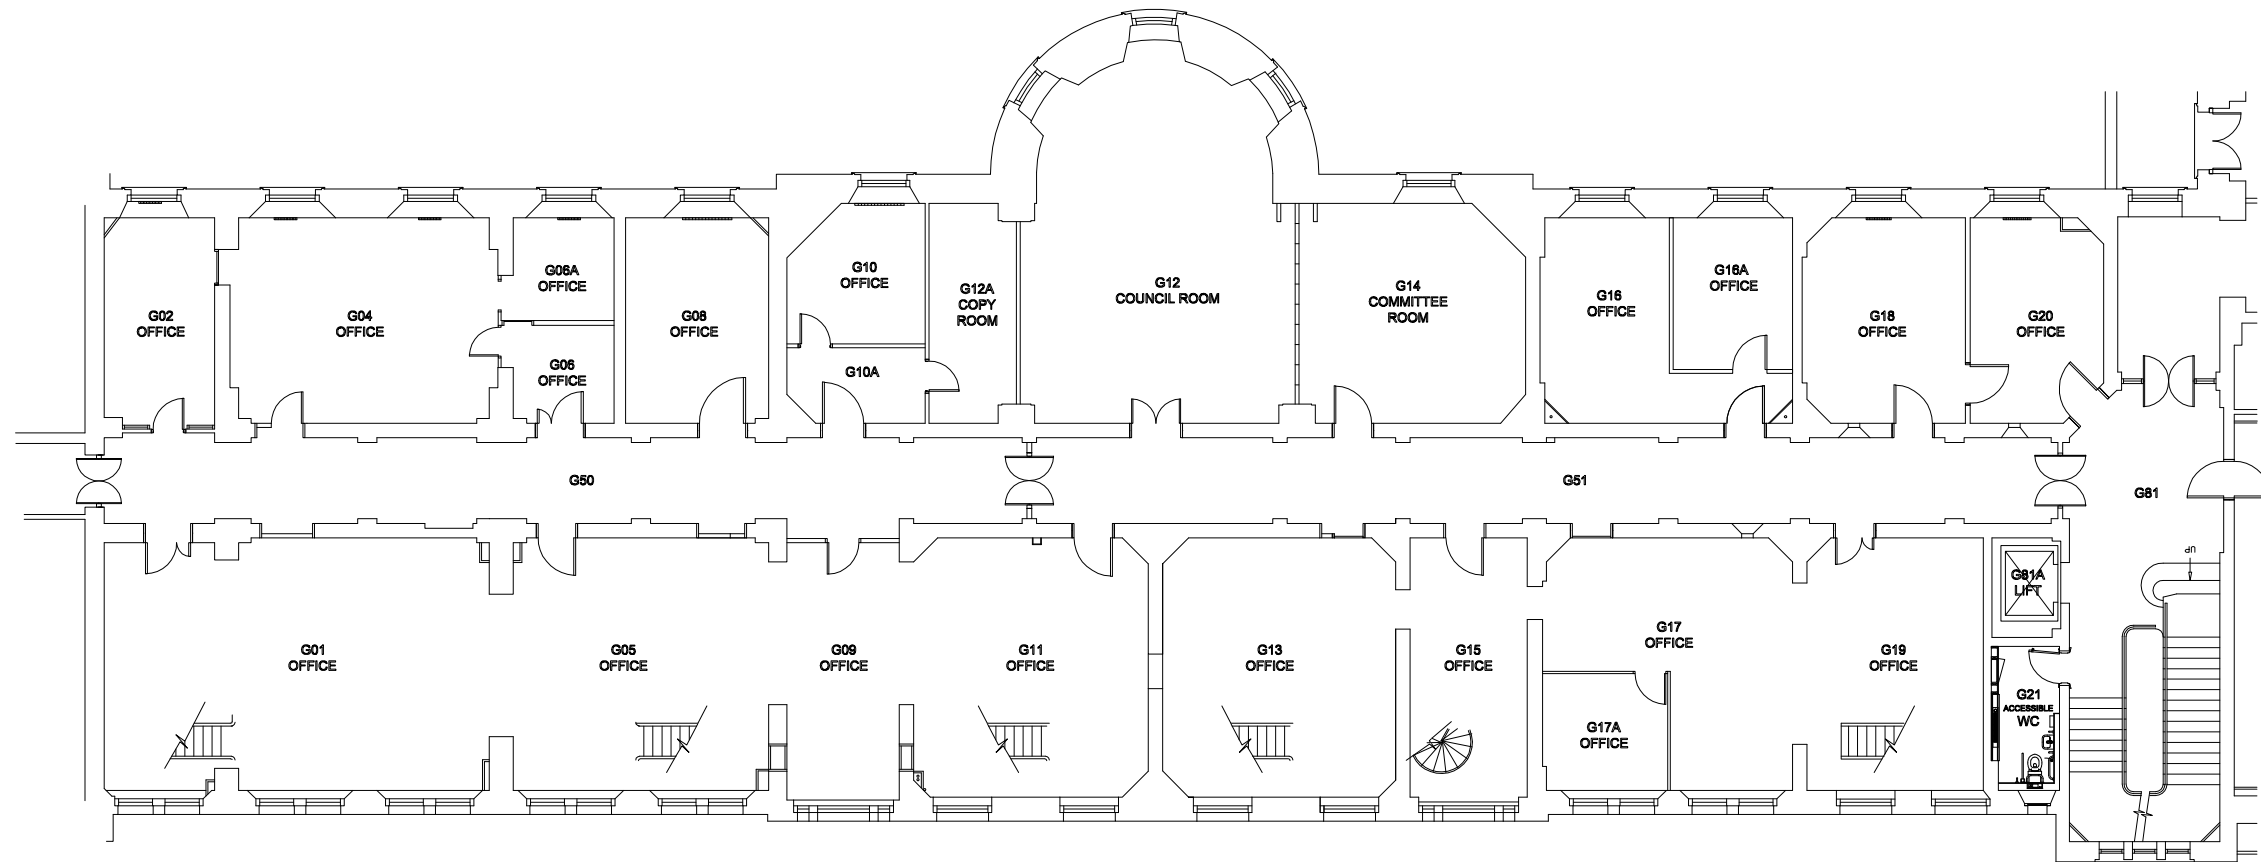 G02
OFFICE
G04
OFFICE
G06A
OFFICE
G06
OFFICE
G08
OFFICE
G10
OFFICE
G10A
G12A
COPY
ROOM
G12
COUNCIL ROOM
G14
COMMITTEE
ROOM
G16
OFFICE
G16A
OFFICE
G18
OFFICE
G20
OFFICE
G50
G51
G81
UP
G81A
LIFT
G01
OFFICE
G05
OFFICE
G09
OFFICE
G11
OFFICE
G13
OFFICE
G15
OFFICE
G17
OFFICE
G19
OFFICE
G17A
OFFICE
G21
ACCESSIBLE
WC